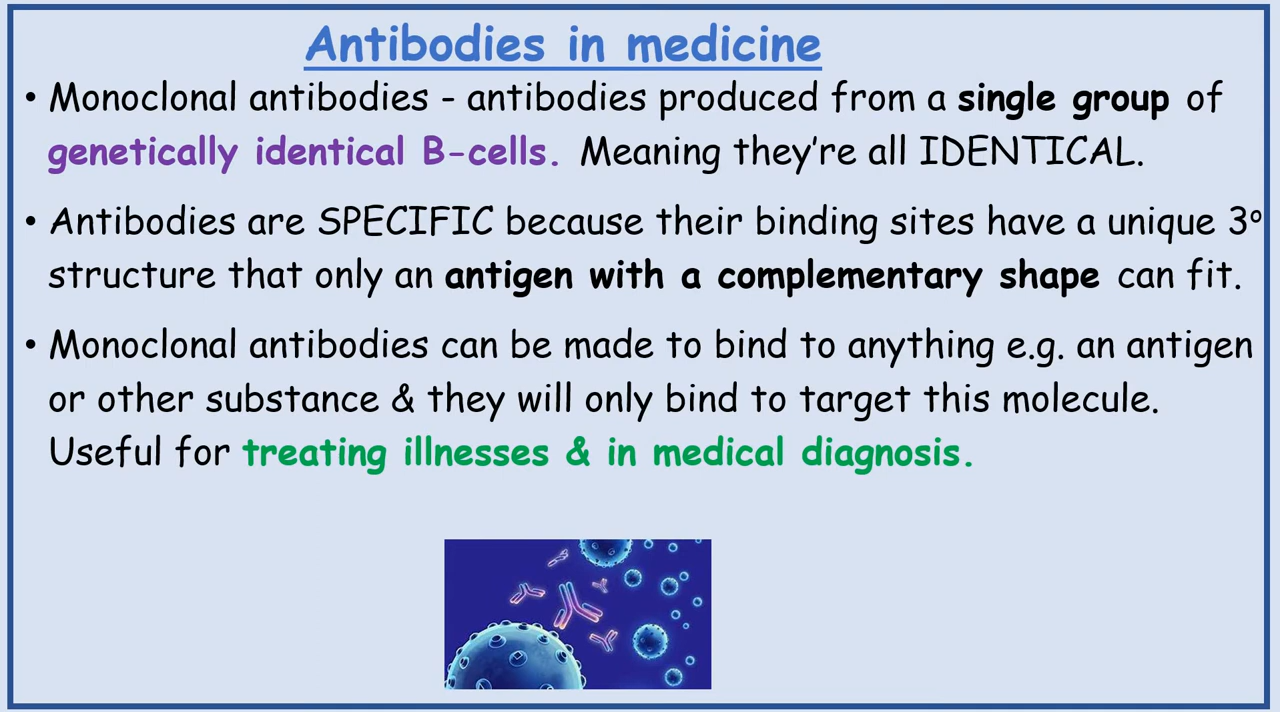 Antibodies in medicine
• Monoclonal antibodies - antibodies produced from a single group of
genetically identical B-cells. Meaning they're all IDENTICAL.
• Antibodies are SPECIFIC because their binding sites have a unique 3º
structure that only an antigen with a complementary shape can fit.
• Monoclonal antibodies can be made to bind to anything e.g. an antigen
or other substance & they will only bind to target this molecule.
Useful for treating illnesses & in medical diagnosis.